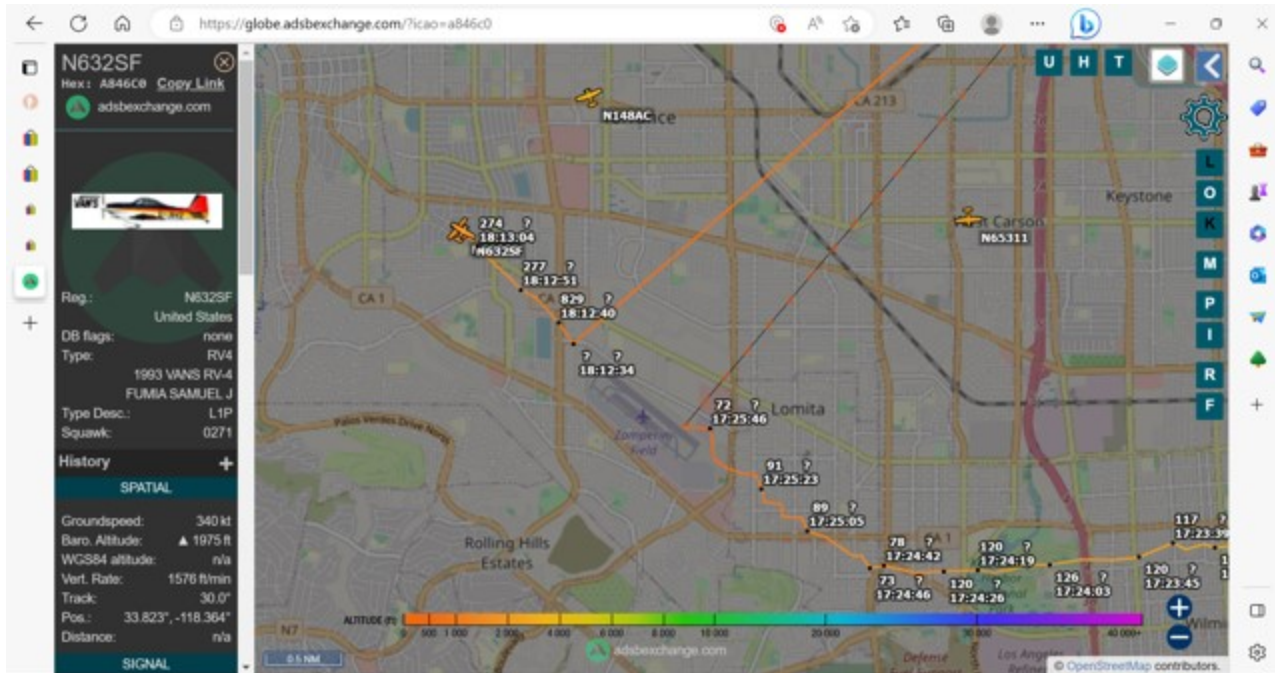 https://globe.adsbexchange.com/?icao=a846c0
N632SF
Hex: A846C0 Copy Link
adsbexchange.com
VAN'S
Reg.: N632SF
United States
DB flags: none
Type: RV4
1993 VANS RV-4
FUMIA SAMUEL J
Type Desc.: L1P
Squawk: 0271
History +
SPATIAL
Groundspeed: 340 kt
Baro. Altitude: ▲ 1975 ft
WGS84 altitude: n/a
Vert. Rate: 1576 ft/min
Track: 30.0°
Pos.: 33.823°, -118.364°
Distance: n/a
SIGNAL
U H T
L
O
K
M
P
I
R
F
N148AC
CA 213
Keystone
Carson
N65311
274 ?
18:13:04
N632SF
277 ?
18:12:51
CA 1
829 ?
18:12:40
? ?
18:12:34
72 ?
17:25:46
Lomita
Palos Verdes Drive North
Zamperini
Field
91 ?
17:25:23
89 ?
17:25:05
Rolling Hills
Estates
78 ?
17:24:42
73 ?
17:24:46
120 ?
17:24:26
120 ?
17:24:19
126 ?
17:24:03
120 ?
17:23:45
117 ?
17:23:39
CA 1
ALTITUDE (ft)
0 500 1 000 2 000 4 000 6 000 8 000 10 000 20 000 30 000 40 000+
N7
0.5 NM
adsbexchange.com
Defense
Fuel Support
Los Angeles
© OpenStreetMap contributors.